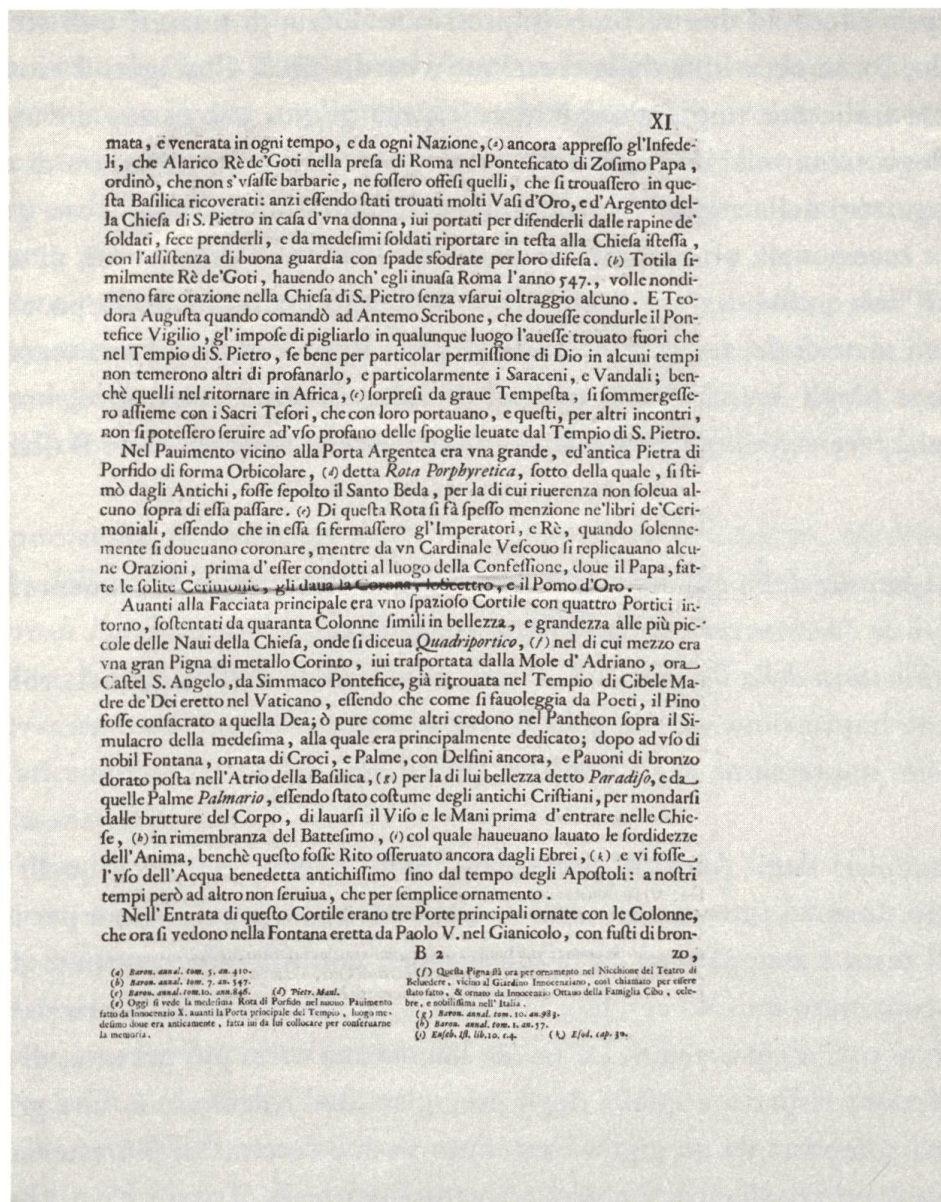 XI
mata, e venerata in ogni tempo, e da ogni Nazione, (a) ancora appreſſo gl'Infede-
li, che Alarico Rè de'Goti nella preſa di Roma nel Ponteficato di Zoſimo Papa,
ordinò, che non s'vſaſſe barbarie, ne foſſero offeſi quelli, che ſi trouaſſero in que-
ſta Baſilica ricoverati: anzi eſſendo ſtati trouati molti Vaſi d'Oro, e d'Argento del-
la Chieſa di S. Pietro in caſa d'vna donna, iui portati per difenderli dalle rapine de'
ſoldati, fece prenderli, e da medeſimi ſoldati riportare in teſta alla Chieſa iſteſſa,
con l'aſſiſtenza di buona guardia con ſpade sfodrate per loro difeſa. (b) Totila ſi-
milmente Rè de'Goti, hauendo anch'egli inuaſa Roma l'anno 547., volle nondi-
meno fare orazione nella Chieſa di S. Pietro ſenza vſarui oltraggio alcuno. E Teo-
dora Auguſta quando comandò ad Antemo Scribone, che doueſſe condurle il Pon-
tefice Vigilio, gl'impoſe di pigliarlo in qualunque luogo l'aueſſe trouato fuori che
nel Tempio di S. Pietro, ſe bene per particolar permiſſione di Dio in alcuni tempi
non temerono altri di profanarlo, e particolarmente i Saraceni, e Vandali; ben-
chè quelli nel ritornare in Africa, (c) ſorpreſi da graue Tempeſta, ſi ſommergeſſe-
ro aſſieme con i Sacri Teſori, che con loro portauano, e queſti, per altri incontri,
non ſi poteſſero ſeruire ad'vſo profano delle ſpoglie leuate dal Tempio di S. Pietro.
Nel Pauimento vicino alla Porta Argentea era vna grande, ed'antica Pietra di
Porfido di forma Orbicolare, (d) detta Rota Porphyretica, ſotto della quale, ſi ſti-
mò dagli Antichi, foſſe ſepolto il Santo Beda, per la di cui riuerenza non ſoleua al-
cuno ſopra di eſſa paſſare. (e) Di queſta Rota ſi fà ſpeſſo menzione ne'libri de'Ceri-
moniali, eſſendo che in eſſa ſi fermaſſero gl'Imperatori, e Rè, quando ſolenne-
mente ſi doueuano coronare, mentre da vn Cardinale Veſcouo ſi replicauano alcu-
ne Orazioni, prima d'eſſer condotti al luogo della Confeſſione, doue il Papa, fat-
te le ſolite Cerimonie, gli daua la Corona, lo Scettro, e il Pomo d'Oro.
Auanti alla Facciata principale era vno ſpazioſo Cortile con quattro Portici in-
torno, ſoſtentati da quaranta Colonne ſimili in bellezza, e grandezza alle più pic-
cole delle Naui della Chieſa, onde ſi diceua Quadriportico, (f) nel di cui mezzo era
vna gran Pigna di metallo Corinto, iui traſportata dalla Mole d'Adriano, ora
Caſtel S. Angelo, da Simmaco Pontefice, già ritrouata nel Tempio di Cibele Ma-
dre de'Dei eretto nel Vaticano, eſſendo che come ſi fauoleggia da Poeti, il Pino
foſſe conſacrato a quella Dea; ò pure come altri credono nel Pantheon ſopra il Si-
mulacro della medeſima, alla quale era principalmente dedicato; dopo ad vſo di
nobil Fontana, ornata di Croci, e Palme, con Delfini ancora, e Pauoni di bronzo
dorato poſta nell'Atrio della Baſilica, (g) per la di lui bellezza detto Paradiſo, e da
quelle Palme Palmario, eſſendo ſtato coſtume degli antichi Criſtiani, per mondarſi
dalle brutture del Corpo, di lauarſi il Viſo e le Mani prima d'entrare nelle Chie-
ſe, (h) in rimembranza del Batteſimo, (i) col quale haueuano lauato le ſordidezze
dell'Anima, benchè queſto foſſe Rito oſſeruato ancora dagli Ebrei, (k) e vi foſſe
l'vſo dell'Acqua benedetta antichiſſimo ſino dal tempo degli Apoſtoli: a noſtri
tempi però ad altro non ſeruiua, che per ſemplice ornamento.
Nell'Entrata di queſto Cortile erano tre Porte principali ornate con le Colonne,
che ora ſi vedono nella Fontana eretta da Paolo V. nel Gianicolo, con fuſti di bron-
B 2 zo,
(a) Baron. annal. tom. 5. an. 410.
(b) Baron. annal. tom. 7. an. 547.
(c) Baron. annal. tom. 10. ann. 846. (d) Pietr. Manl.
(e) Oggi ſi vede la medeſima Rota di Porfido nel nuouo Pauimento
fatto da Innocenzio X. auanti la Porta principale del Tempio, luogo me-
deſimo doue era anticamente, fatta iui da lui collocare per conſeruarne
la memoria.
(f) Queſta Pigna ſtà ora per ornamento nel Nicchione del Teatro di
Beluedere, vicino al Giardino Innocenziano, così chiamato per eſſere
ſtato fatto, & ornato da Innocenzio Ottauo della Famiglia Cibo, cele-
bre, e nobiliſſima nell'Italia.
(g) Baron. annal. tom. 10. an. 983.
(h) Baron. annal. tom. 1. an. 57.
(i) Euſeb. Iſt. lib. 10. c. 4. (k) Eſod. cap. 30.